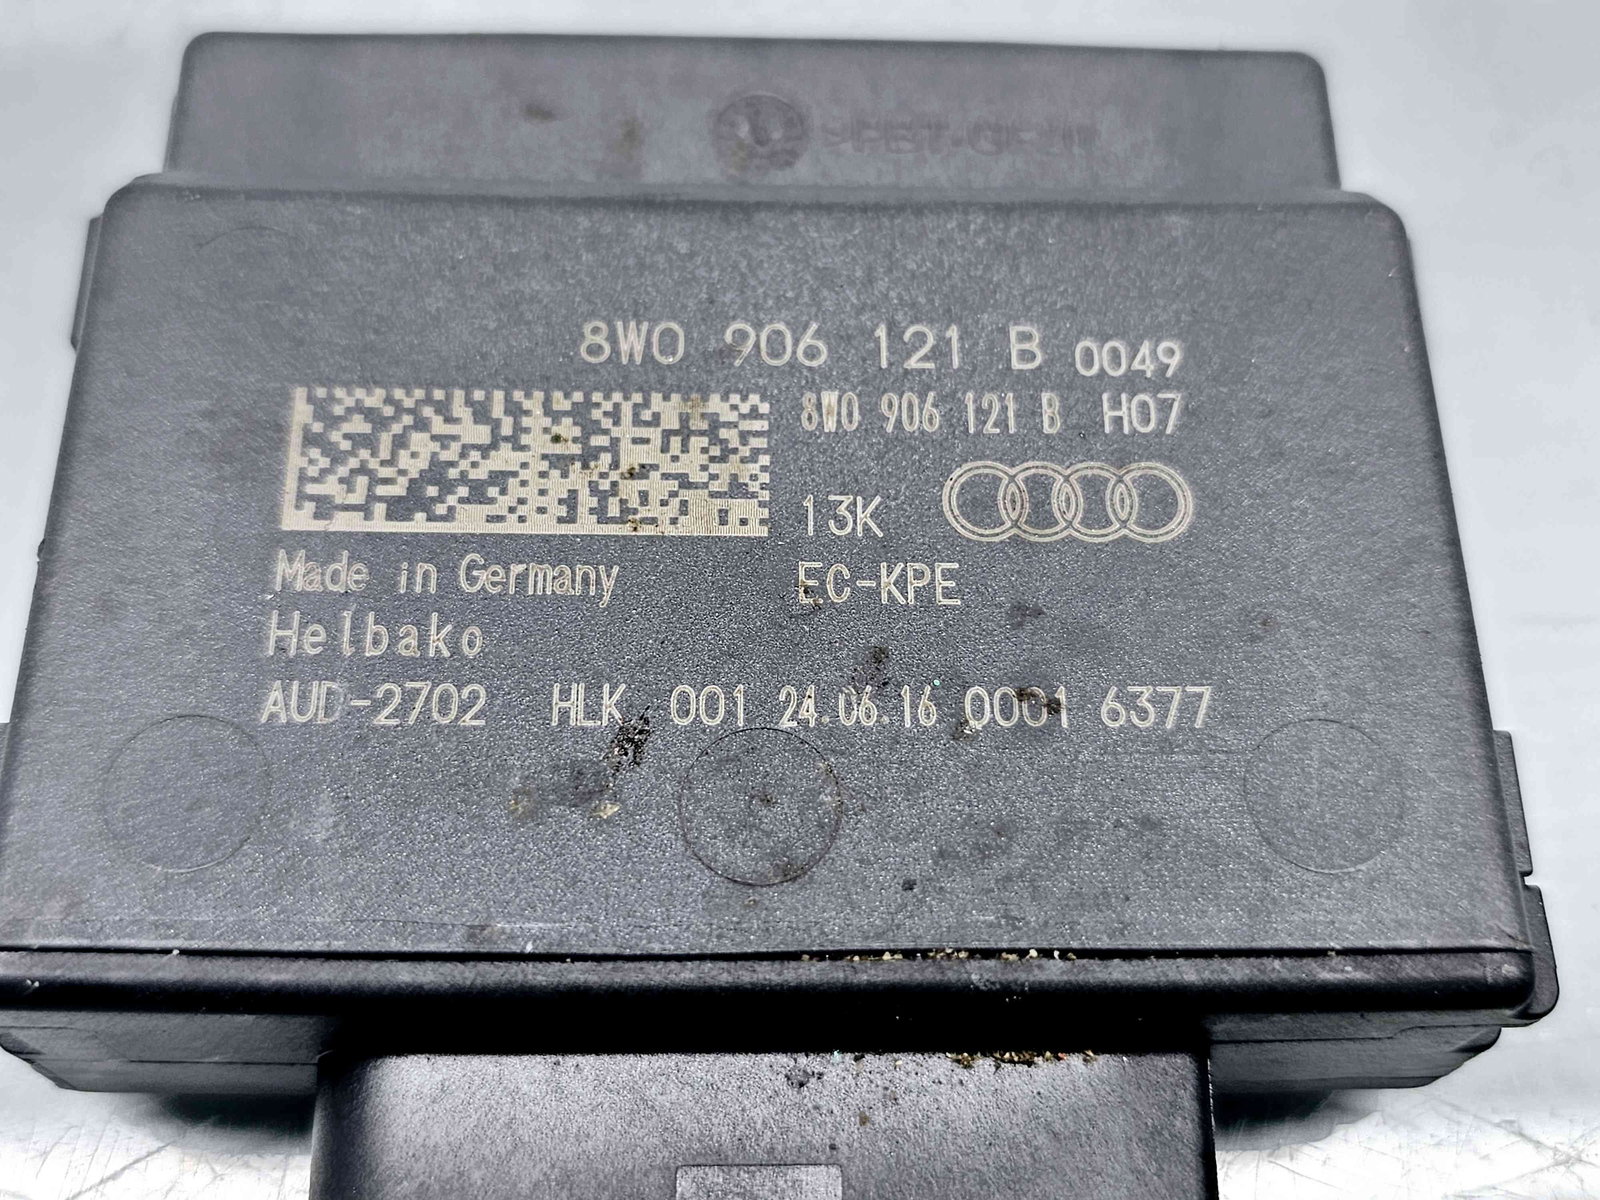 8W0 906 121 B 0049
8W0 906 121 B H07
13K
Made in Germany EC-KPE
Helbako
AUD-2702 HLK 001 24.06.16 0001 6377